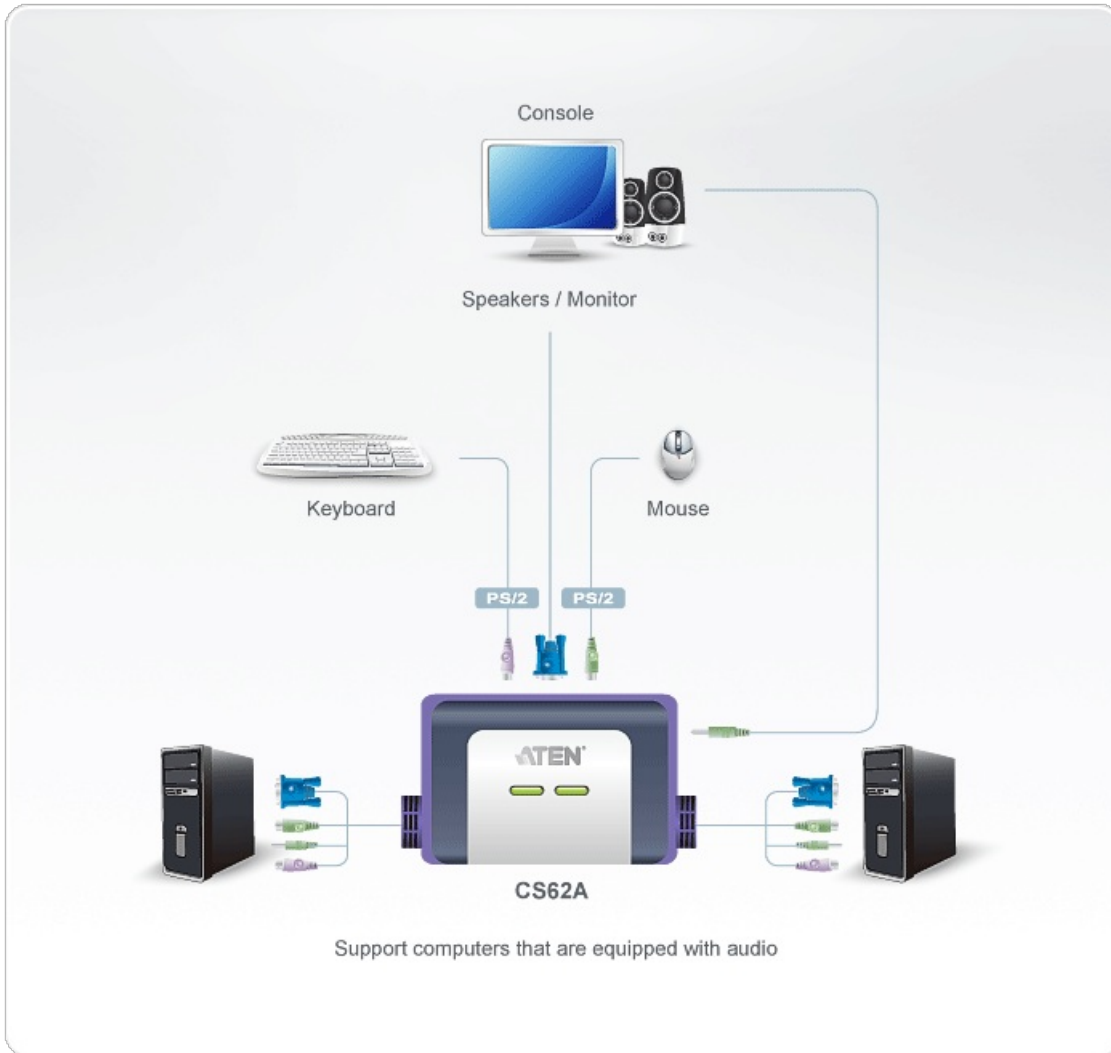 Console
Speakers / Monitor
Keyboard
Mouse
PS/2 PS/2
ATEN
CS62A
Support computers that are equipped with audio